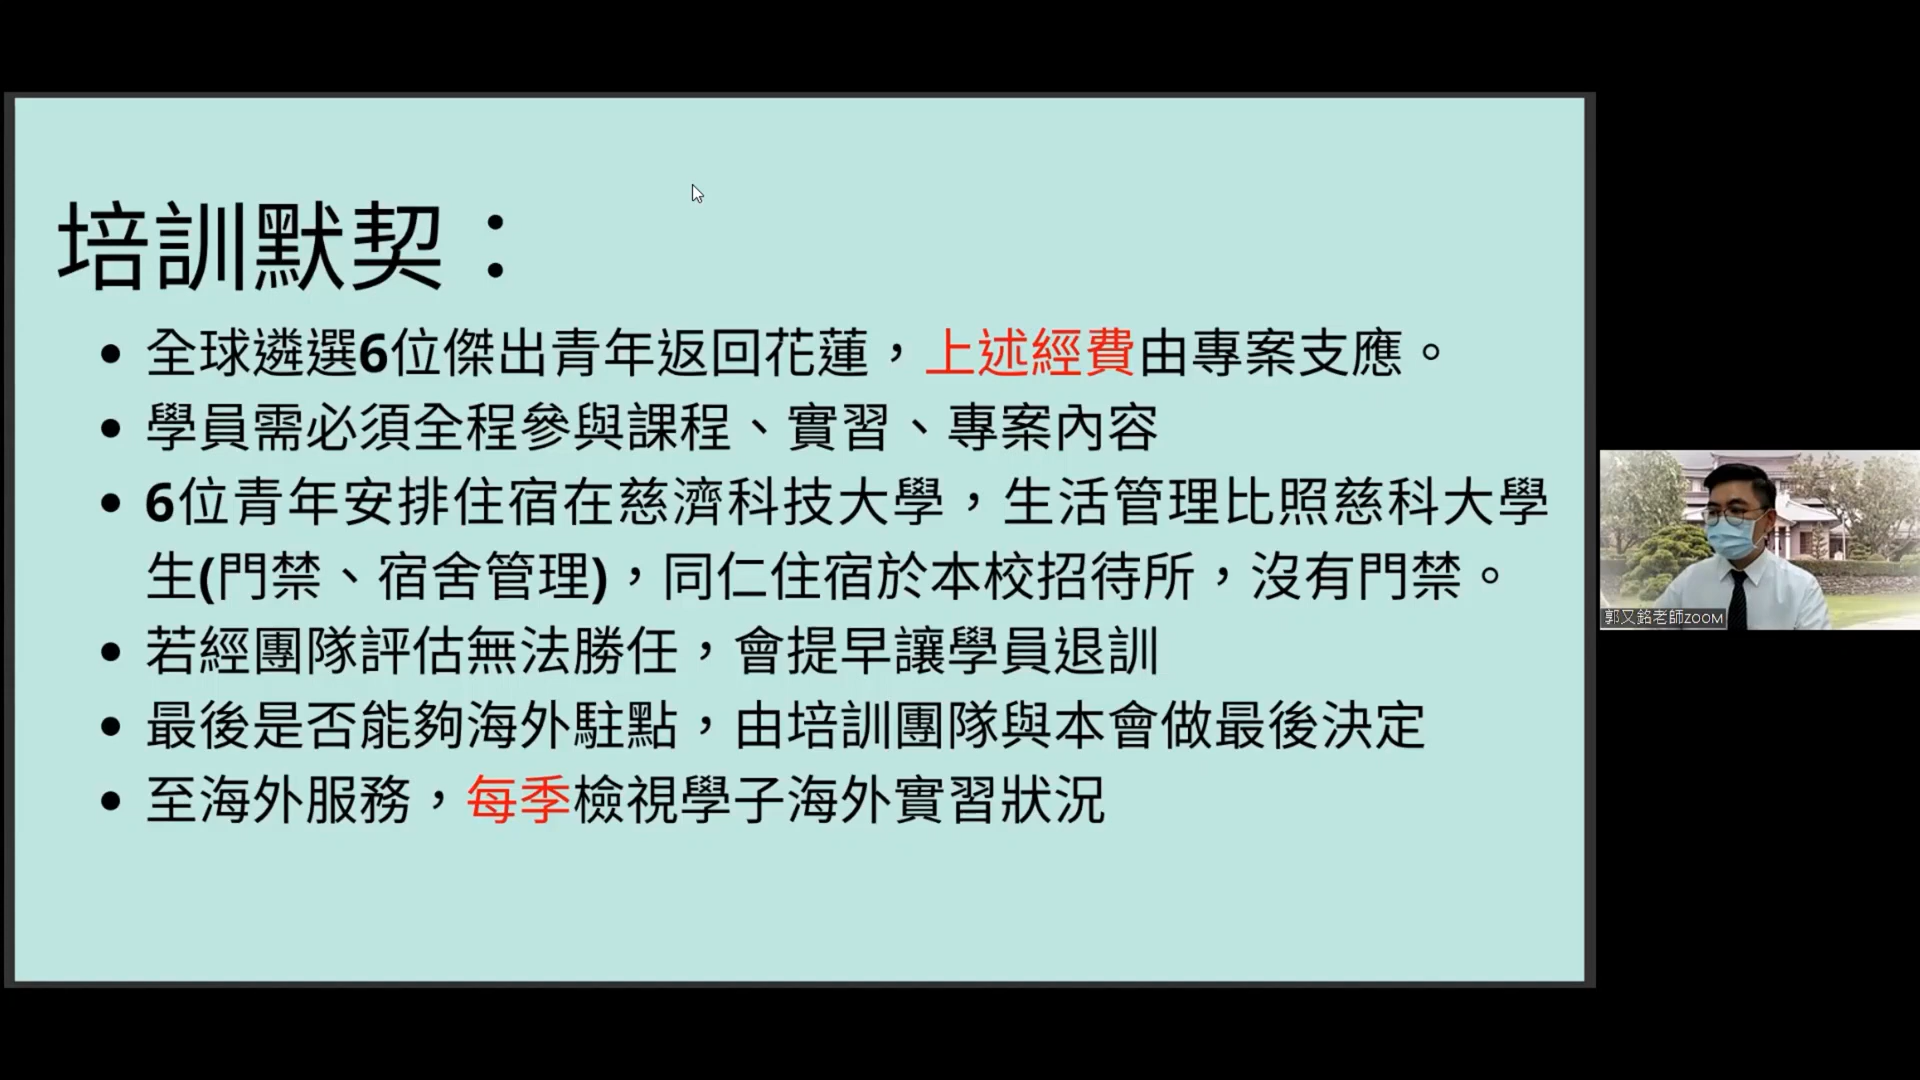 培訓默契：
• 全球遴選6位傑出青年返回花蓮，上述經費由專案支應。
• 學員需必須全程參與課程、實習、專案內容
• 6位青年安排住宿在慈濟科技大學，生活管理比照慈科大學
生(門禁、宿舍管理)，同仁住宿於本校招待所，沒有門禁。
• 若經團隊評估無法勝任，會提早讓學員退訓
• 最後是否能夠海外駐點，由培訓團隊與本會做最後決定
• 至海外服務，每季檢視學子海外實習狀況
郭又銘老師zoom